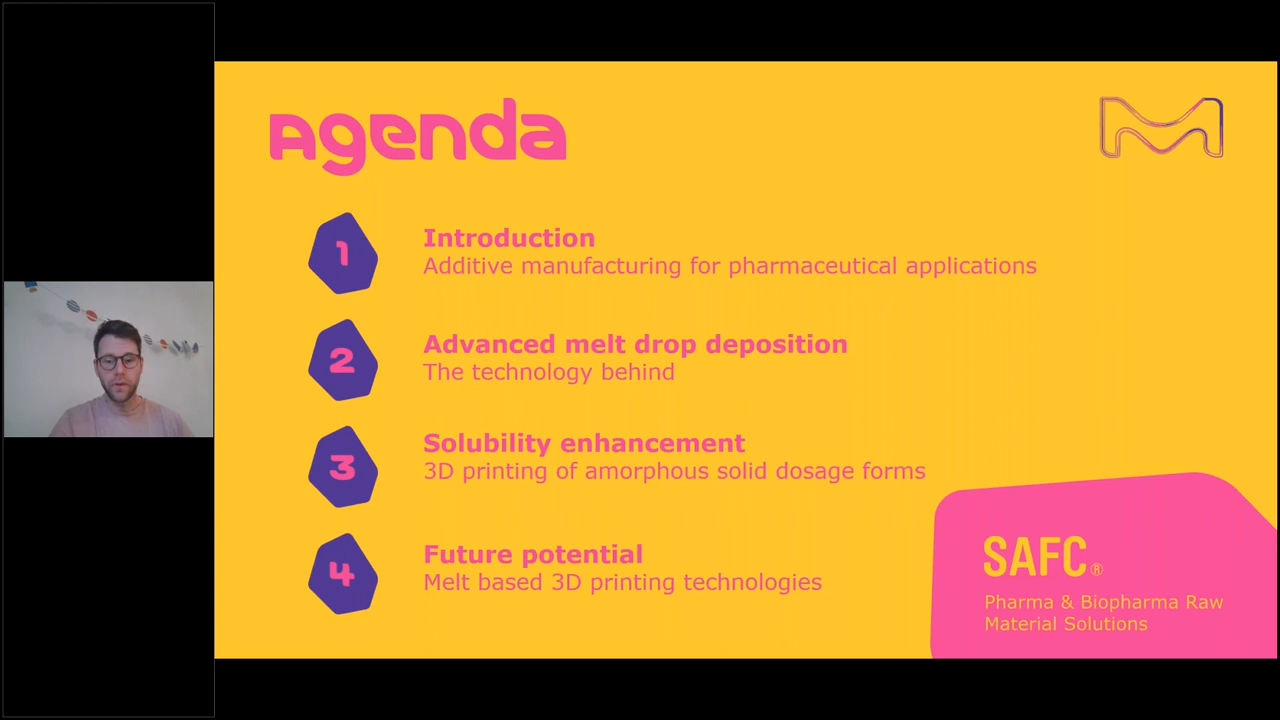 Agenda
1
Introduction
Additive manufacturing for pharmaceutical applications
2
Advanced melt drop deposition
The technology behind
3
Solubility enhancement
3D printing of amorphous solid dosage forms
4
Future potential
Melt based 3D printing technologies
SAFC®
Pharma & Biopharma Raw
Material Solutions